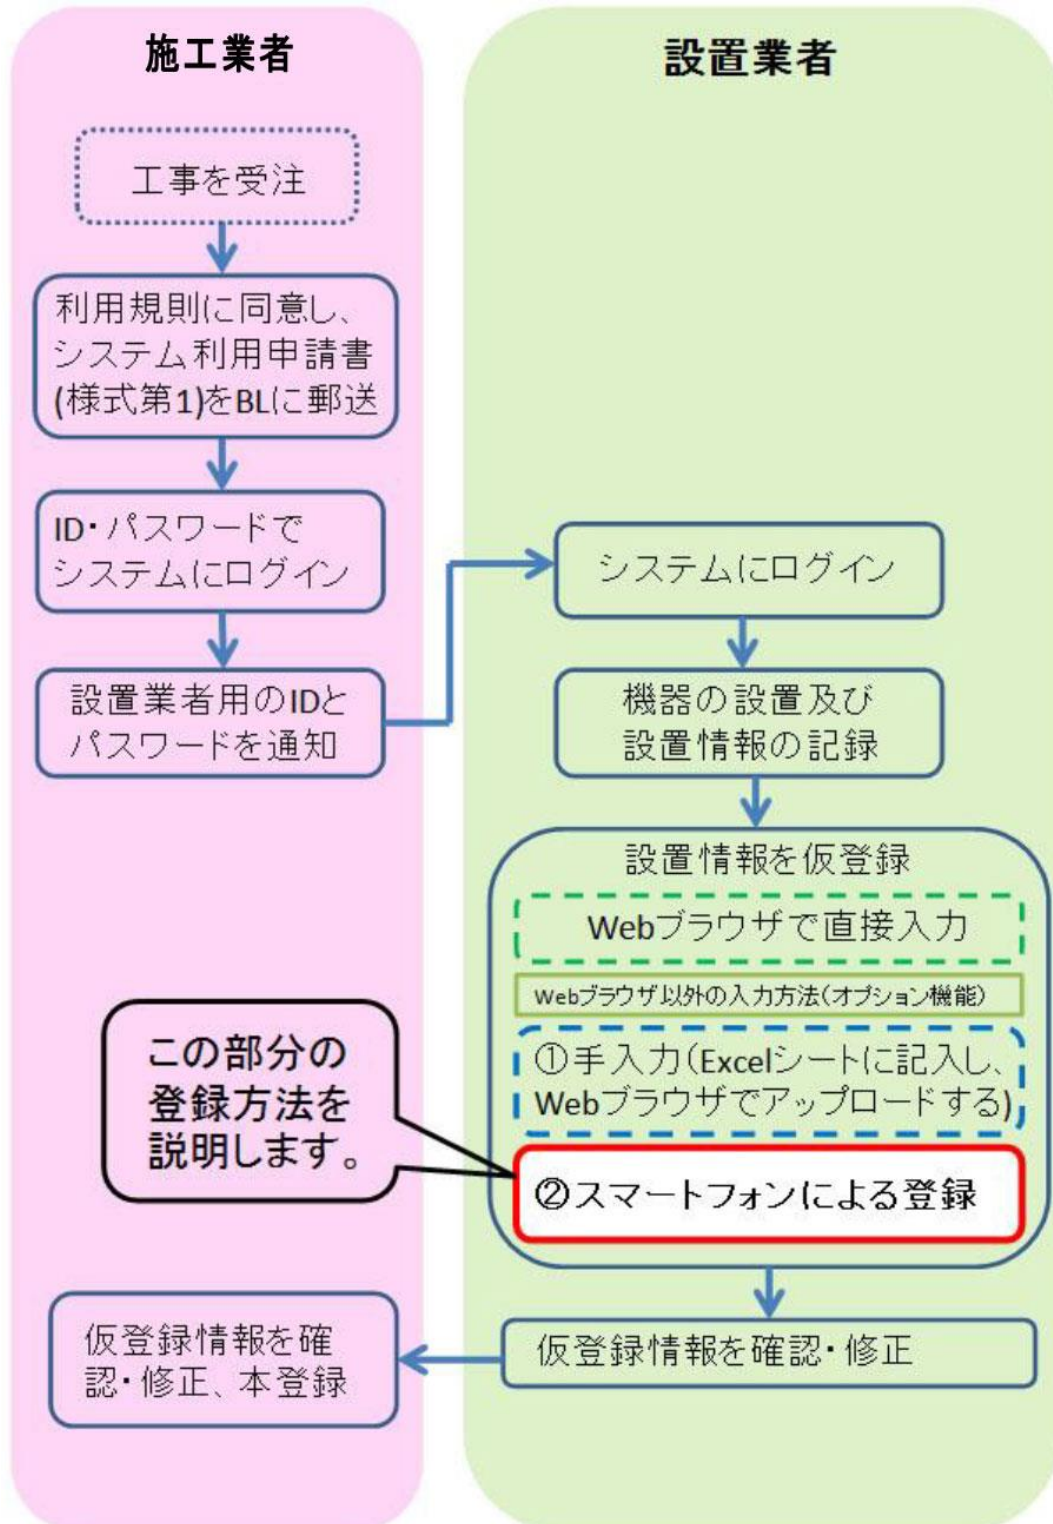 施工業者
工事を受注
利用規則に同意し、
システム利用申請書
(様式第1)をBLに郵送
ID・パスワードで
システムにログイン
設置業者用のIDと
パスワードを通知
設置業者
システムにログイン
機器の設置及び
設置情報の記録
設置情報を仮登録
Webブラウザで直接入力
Webブラウザ以外の入力方法(オプション機能)
①手入力(Excelシートに記入し、
Webブラウザでアップロードする)
②スマートフォンによる登録
この部分の
登録方法を
説明します。
仮登録情報を確認・修正
仮登録情報を確
認・修正、本登録